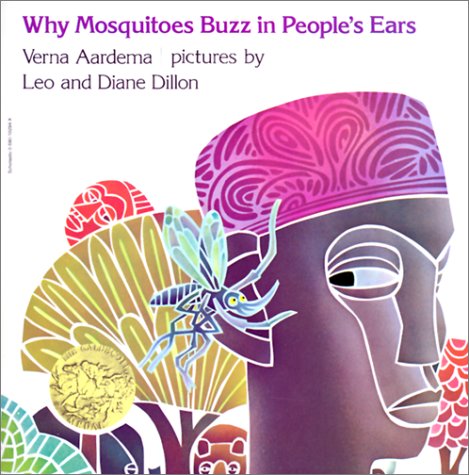 Why Mosquitoes Buzz in People's Ears
Verna Aardema pictures by
Leo and Diane Dillon